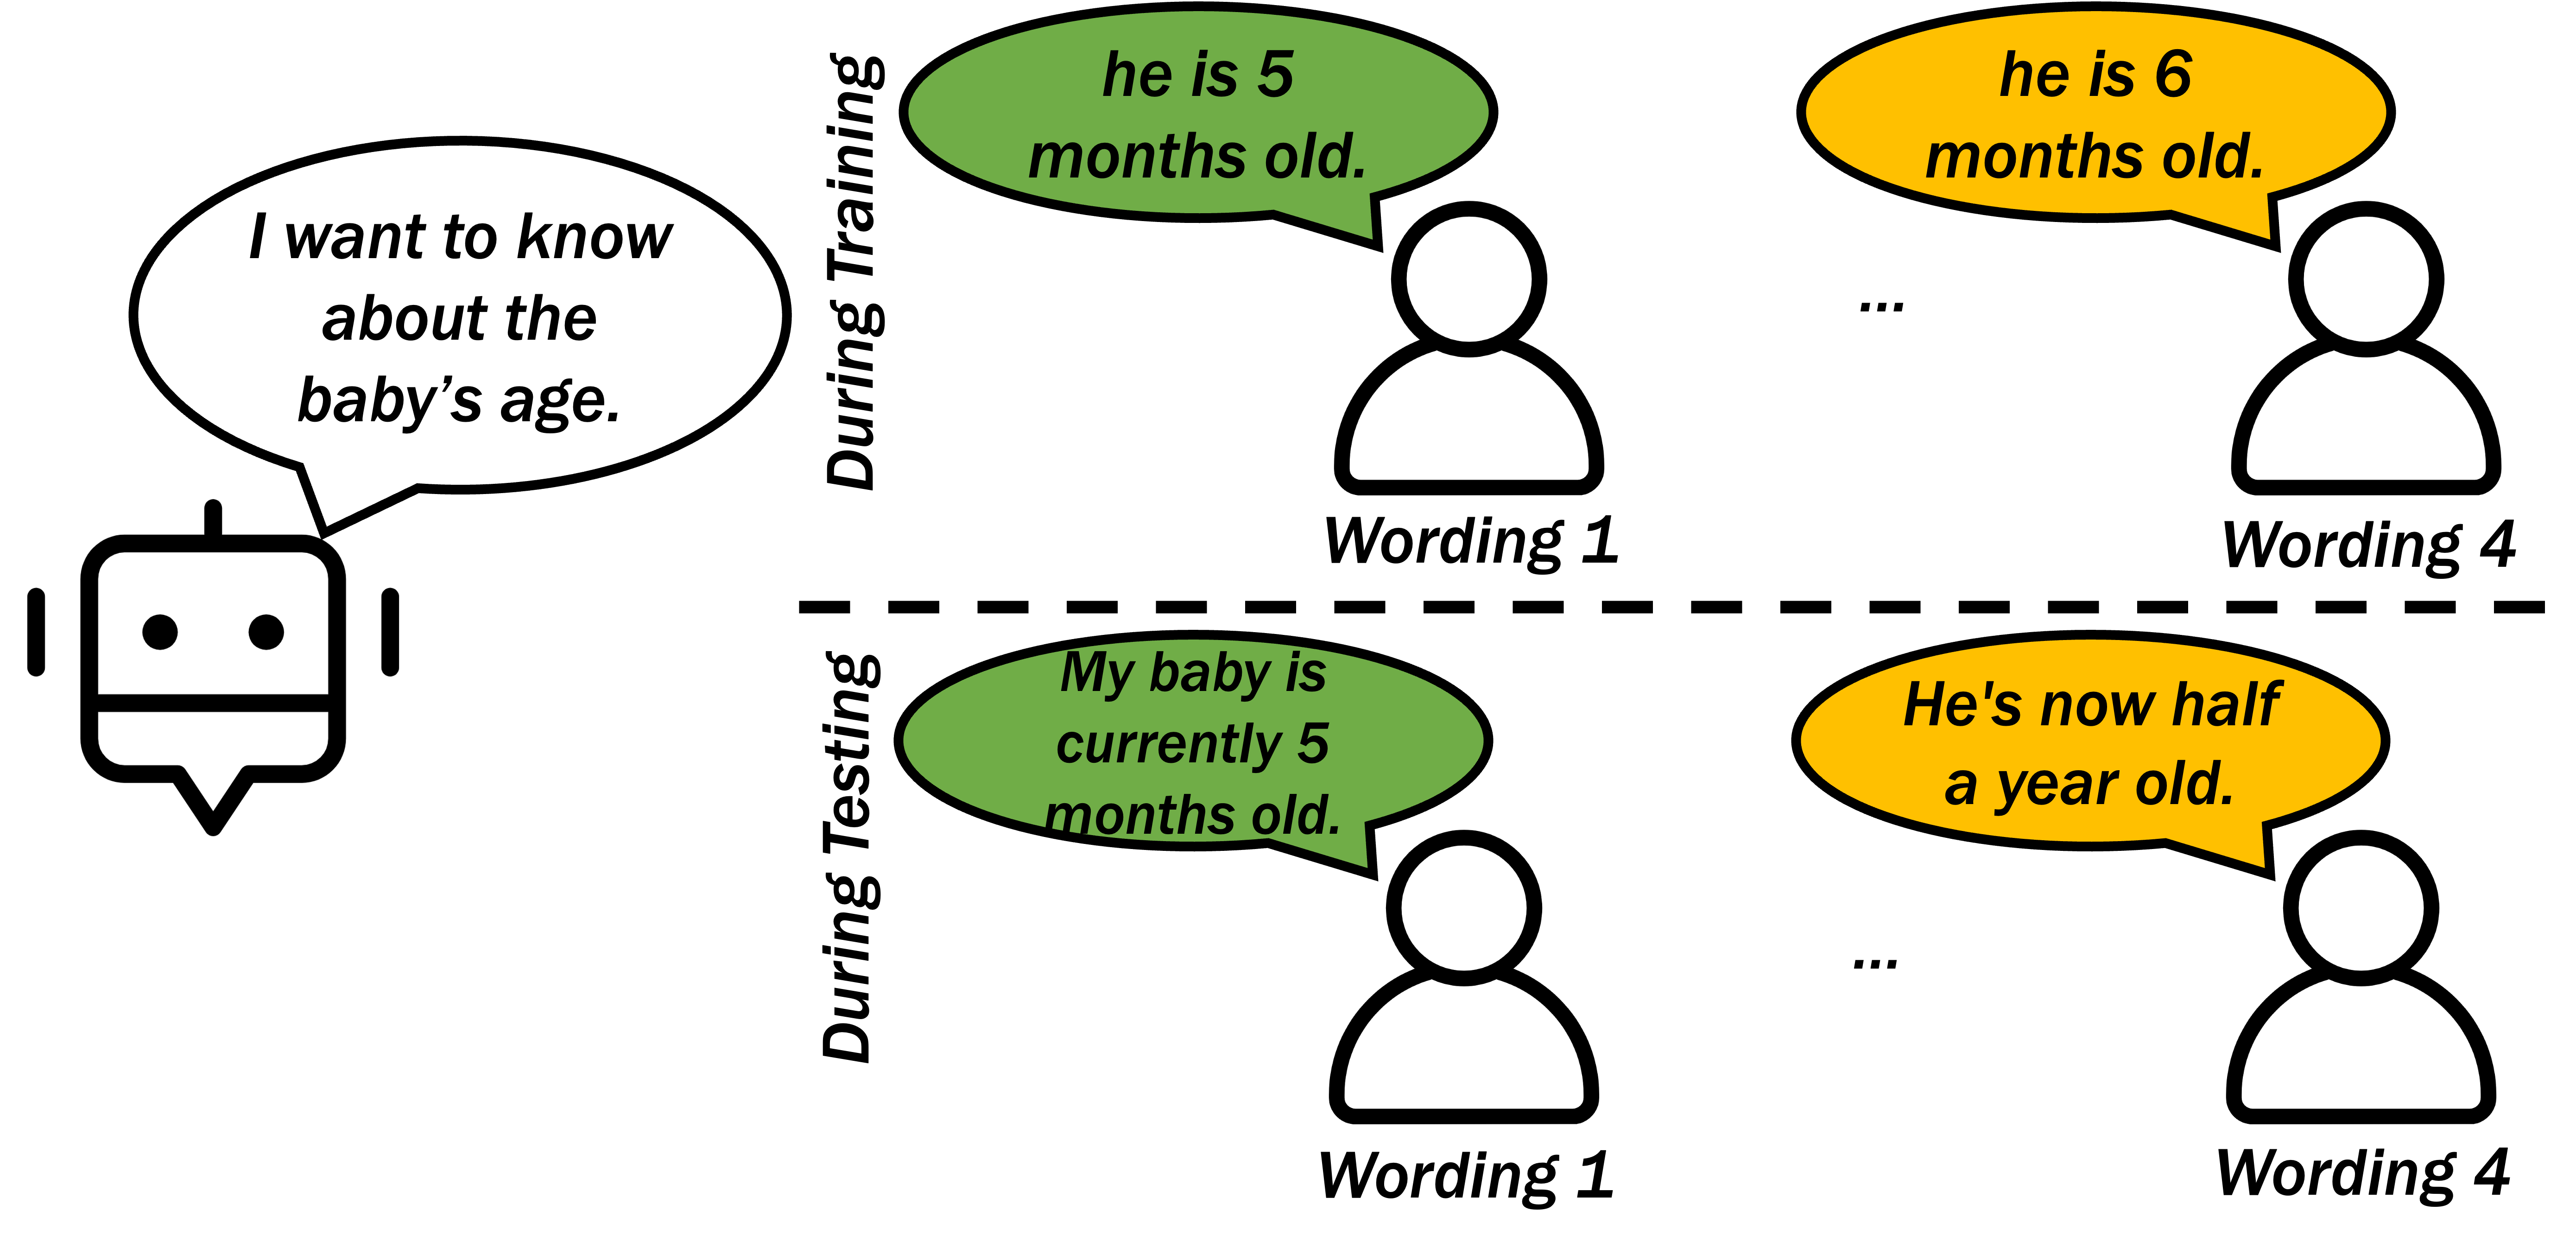 I want to know
about the
baby’s age.
During Training
he is 5
months old.
Wording 1
...
he is 6
months old.
Wording 4
During Testing
My baby is
currently 5
months old.
Wording 1
...
He's now half
a year old.
Wording 4